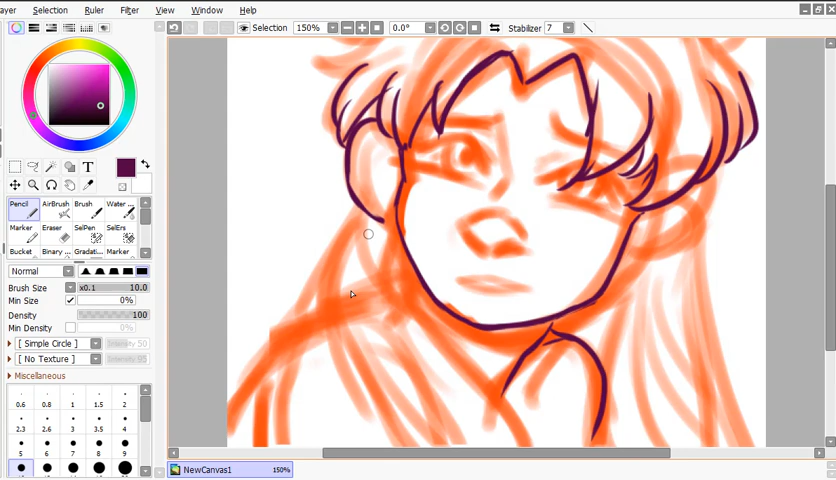 ayer Selection Ruler Filter View Window Help
Selection 150% 0.0° Stabilizer 7
T
Pencil AirBrush Brush Water ...
Marker Eraser SelPen SelErs
Bucket Binary ... Gradati... Marker
Normal
Brush Size x0.1 10.0
Min Size 0%
Density 100
Min Density 0%
[ Simple Circle ] Intensity 50
[ No Texture ] Intensity 95
Miscellaneous
0.6 0.8 1 1.5 2
2.3 2.6 3 3.5 4
5 6 7 8 9
NewCanvas1 150%